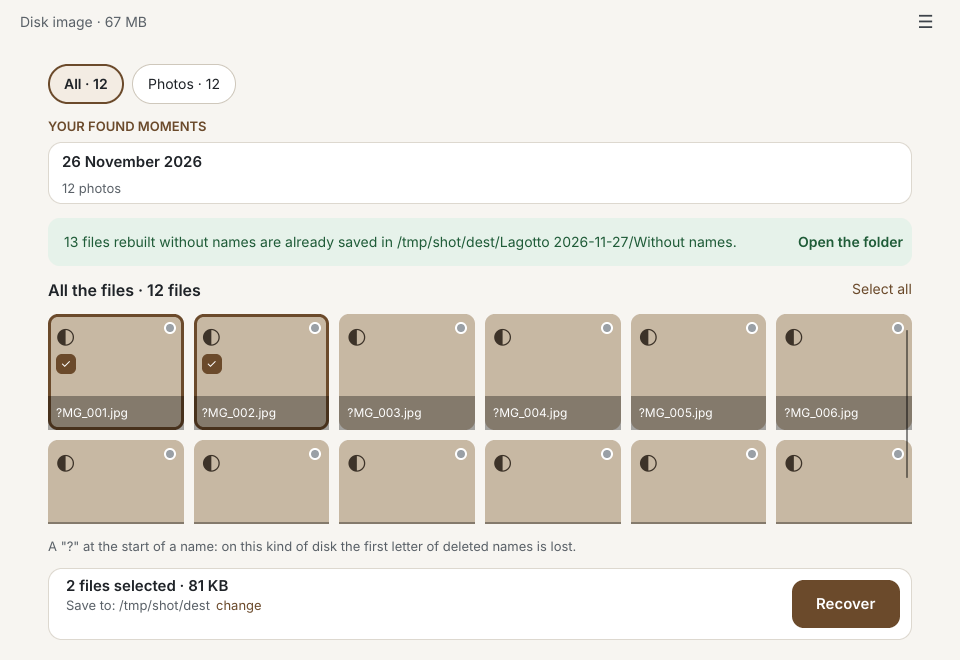 Disk image · 67 MB
All · 12
Photos · 12
YOUR FOUND MOMENTS
26 November 2026
12 photos
13 files rebuilt without names are already saved in /tmp/shot/dest/Lagotto 2026-11-27/Without names.
Open the folder
All the files · 12 files
Select all
?MG_001.jpg
?MG_002.jpg
?MG_003.jpg
?MG_004.jpg
?MG_005.jpg
?MG_006.jpg
A "?" at the start of a name: on this kind of disk the first letter of deleted names is lost.
2 files selected · 81 KB
Save to: /tmp/shot/dest change
Recover